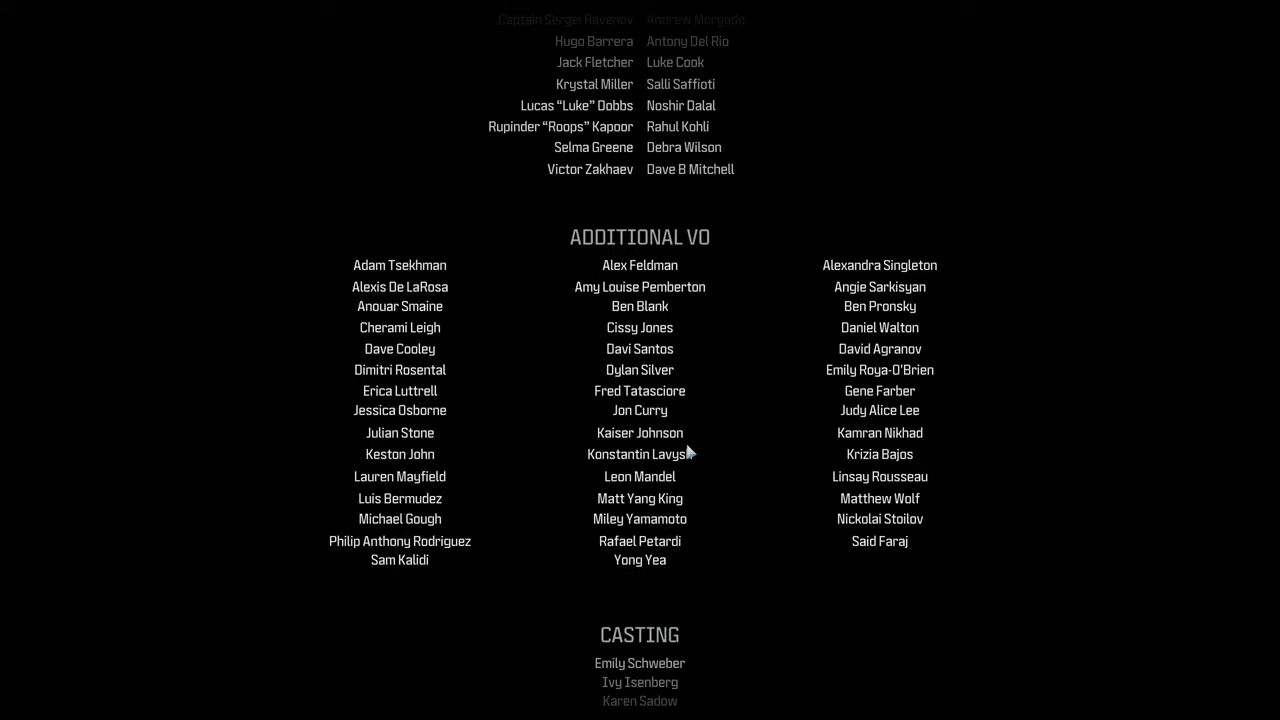 Captain Sergei Ravenov Andrew Morgado
Hugo Barrera Antony Del Rio
Jack Fletcher Luke Cook
Krystal Miller Salli Saffioti
Lucas “Luke” Dobbs Noshir Dalal
Rupinder “Roops” Kapoor Rahul Kohli
Selma Greene Debra Wilson
Victor Zakhaev Dave B Mitchell
ADDITIONAL VO
Adam Tsekhman Alex Feldman Alexandra Singleton
Alexis De LaRosa Amy Louise Pemberton Angie Sarkisyan
Anouar Smaine Ben Blank Ben Pronsky
Cherami Leigh Cissy Jones Daniel Walton
Dave Cooley Davi Santos David Agranov
Dimitri Rosental Dylan Silver Emily Roya-O'Brien
Erica Luttrell Fred Tatasciore Gene Farber
Jessica Osborne Jon Curry Judy Alice Lee
Julian Stone Kaiser Johnson Kamran Nikhad
Keston John Konstantin Krizia Bajos
Lauren Mayfield Leon Mandel Linsay Rousseau
Luis Bermudez Matt Yang King Matthew Wolf
Michael Gough Miley Yamamoto Nickolai Stoilov
Philip Anthony Rodriguez Rafael Petardi Said Faraj
Sam Kalidi Yong Yea
CASTING
Emily Schweber
Ivy Isenberg
Karen Sadow